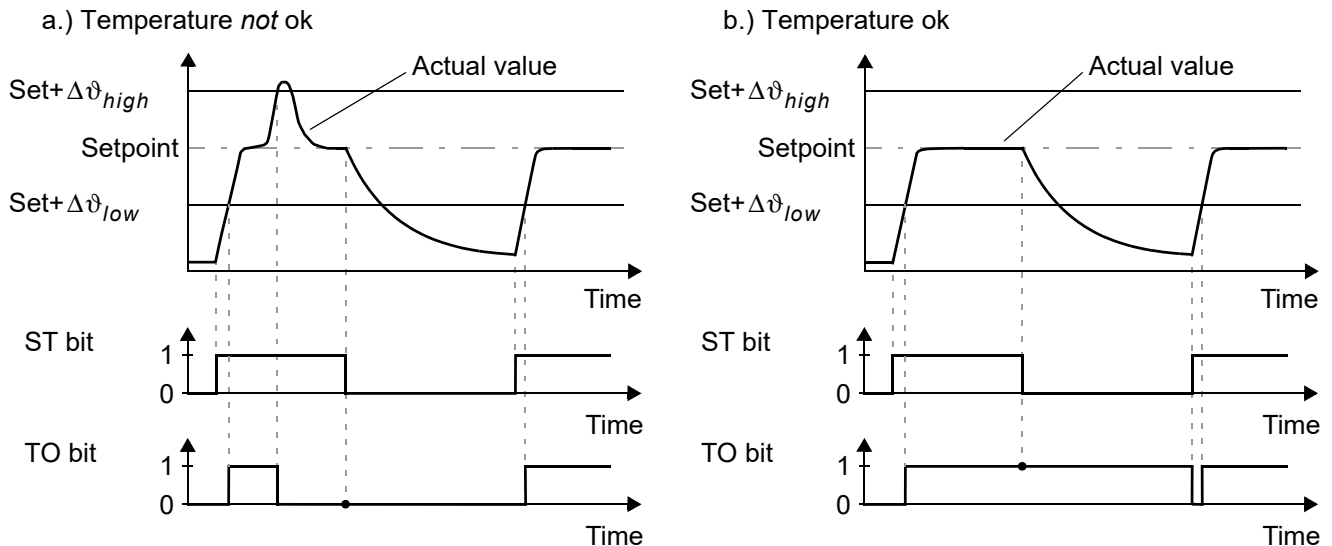 a.) Temperature not ok
Actual value
Set+Δϑhigh
Setpoint
Set+Δϑlow
Time
ST bit
1
0
Time
TO bit
1
0
Time
b.) Temperature ok
Actual value
Set+Δϑhigh
Setpoint
Set+Δϑlow
Time
ST bit
1
0
Time
TO bit
1
0
Time